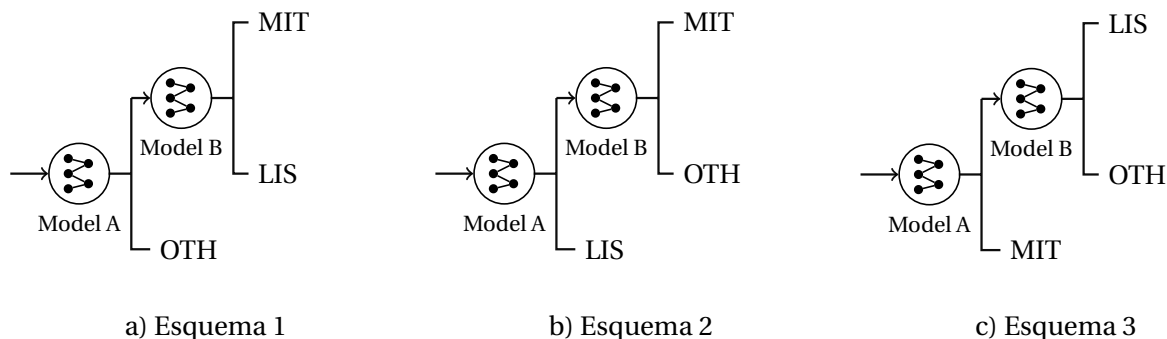 MIT
Model B
LIS
Model A
OTH
a) Esquema 1
MIT
Model B
OTH
Model A
LIS
b) Esquema 2
LIS
Model B
OTH
Model A
MIT
c) Esquema 3